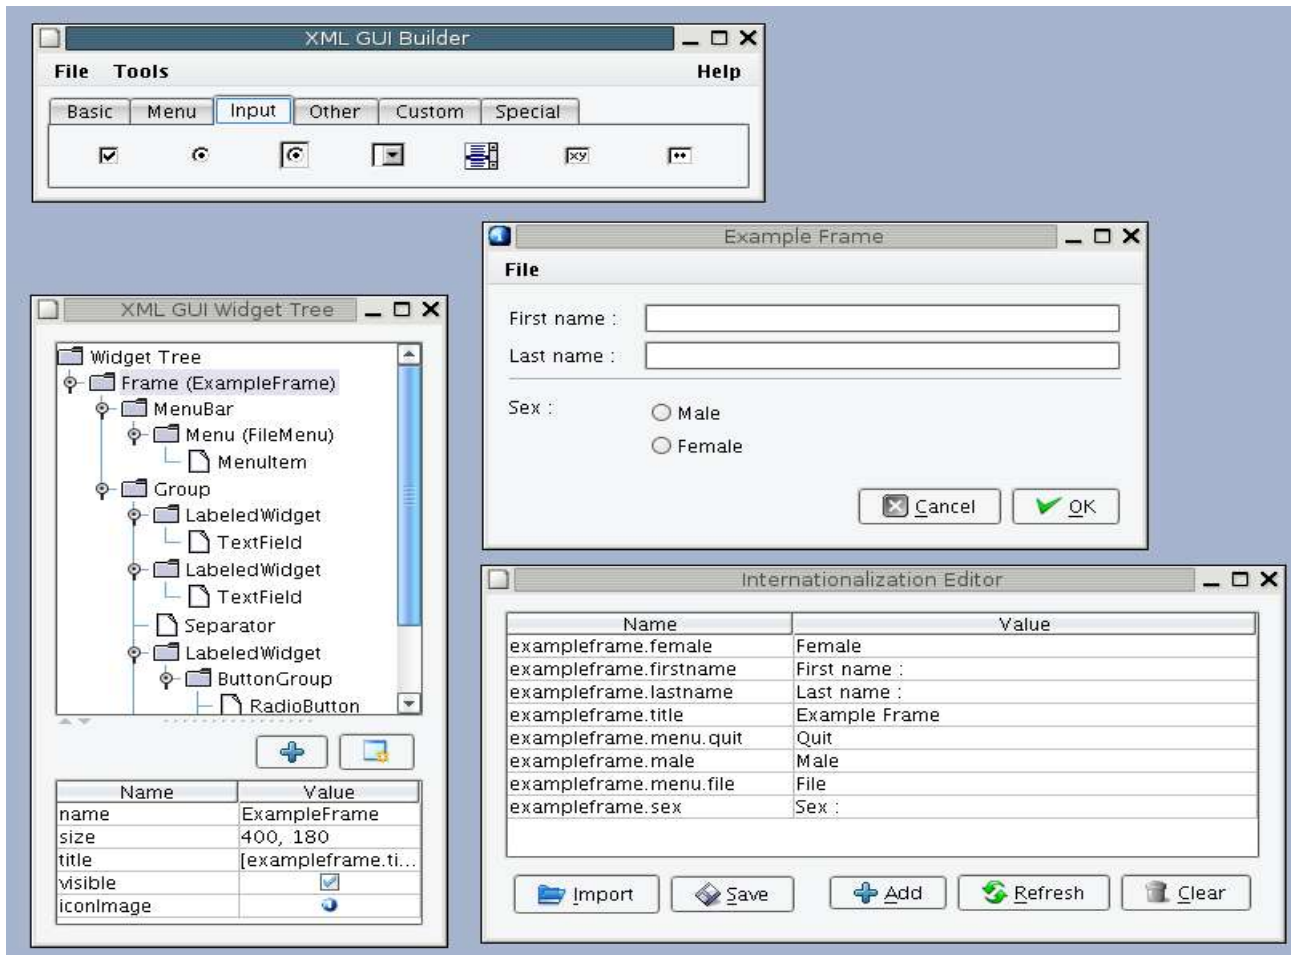 XML GUI Builder
File Tools Help
Basic Menu Input Other Custom Special
xy
Example Frame
File
First name :
Last name :
Sex :
Male
Female
Cancel OK
XML GUI Widget Tree
Widget Tree
Frame (ExampleFrame)
MenuBar
Menu (FileMenu)
MenuItem
Group
LabeledWidget
TextField
LabeledWidget
TextField
Separator
LabeledWidget
ButtonGroup
RadioButton
Name Value
name ExampleFrame
size 400, 180
title [exampleframe.ti...
visible
iconImage
Internationalization Editor
Name Value
exampleframe.female Female
exampleframe.firstname First name :
exampleframe.lastname Last name :
exampleframe.title Example Frame
exampleframe.menu.quit Quit
exampleframe.male Male
exampleframe.menu.file File
exampleframe.sex Sex :
Import Save Add Refresh Clear